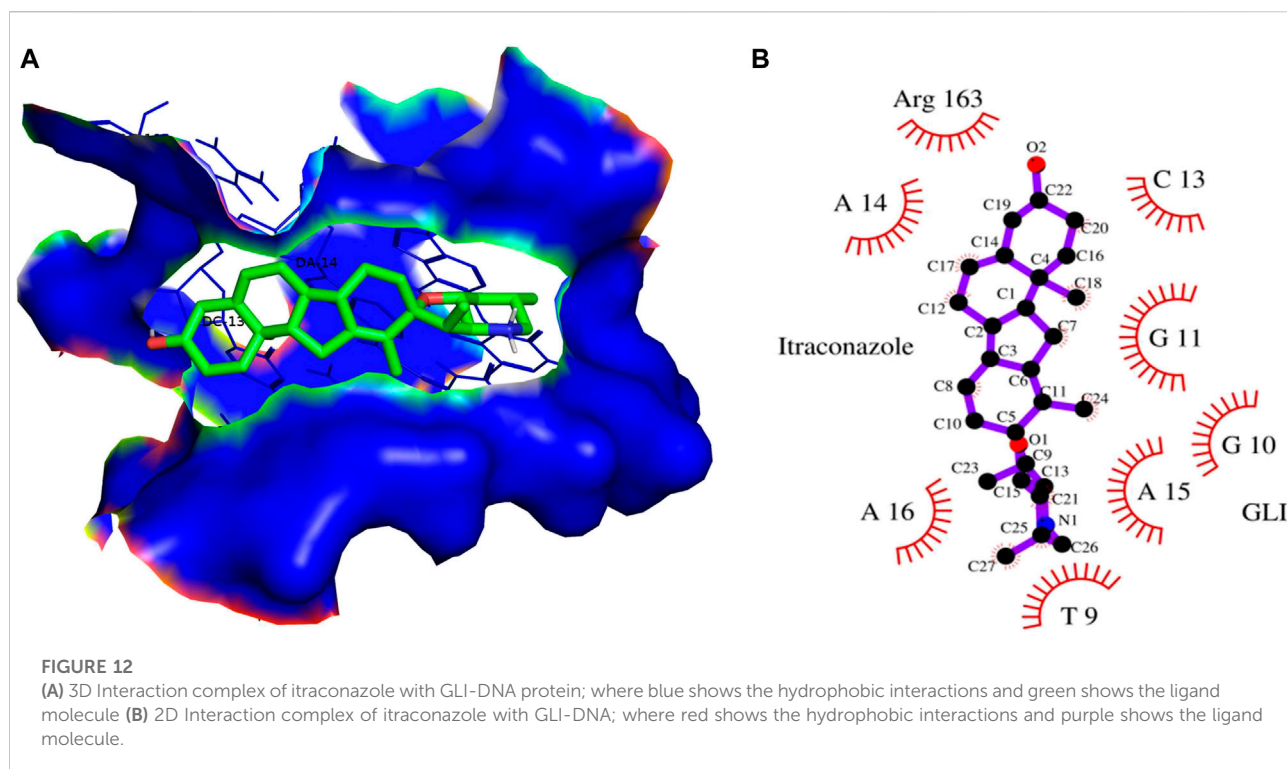 A
DA-14
DC-13
B
Arg 163
O2
C 13
A 14
C19
C22
C20
C14
C4
C16
C17
C18
C1
C12
C7
C2
G 11
Itraconazole
C3
C6
C8
C11
C24
C10
C5
O1
G 10
C9
C23
C13
C15
A 15
C21
A 16
GLI
N1
C25
C26
C27
T 9
FIGURE 12
(A) 3D Interaction complex of itraconazole with GLI-DNA protein; where blue shows the hydrophobic interactions and green shows the ligand
molecule (B) 2D Interaction complex of itraconazole with GLI-DNA; where red shows the hydrophobic interactions and purple shows the ligand
molecule.